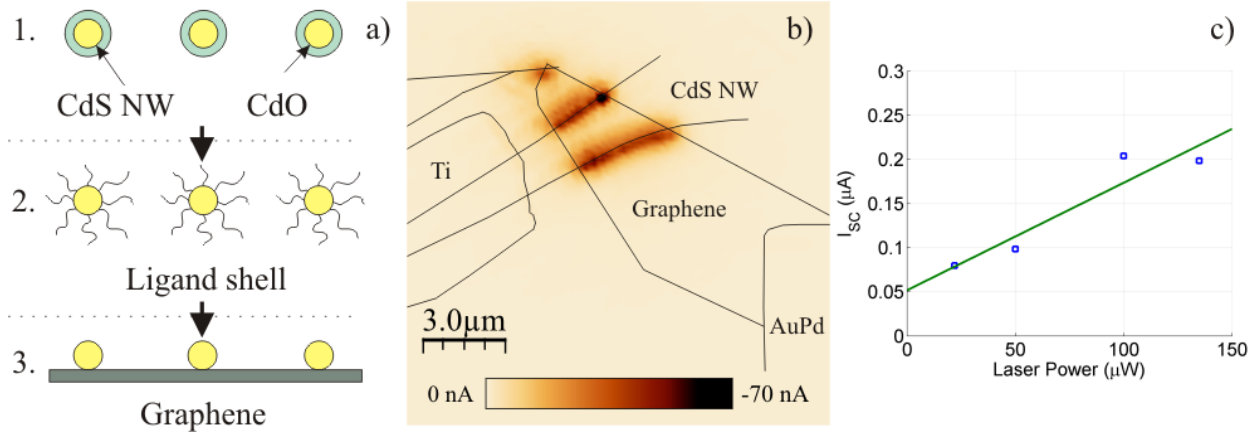 1.
a)
CdS NW
CdO
2.
Ligand shell
3.
Graphene
b)
CdS NW
Ti
Graphene
3.0µm
AuPd
0 nA
-70 nA
c)
0.3
0.25
0.2
0.15
0.1
0.05
0
I_SC (µA)
0
50
100
150
Laser Power (µW)